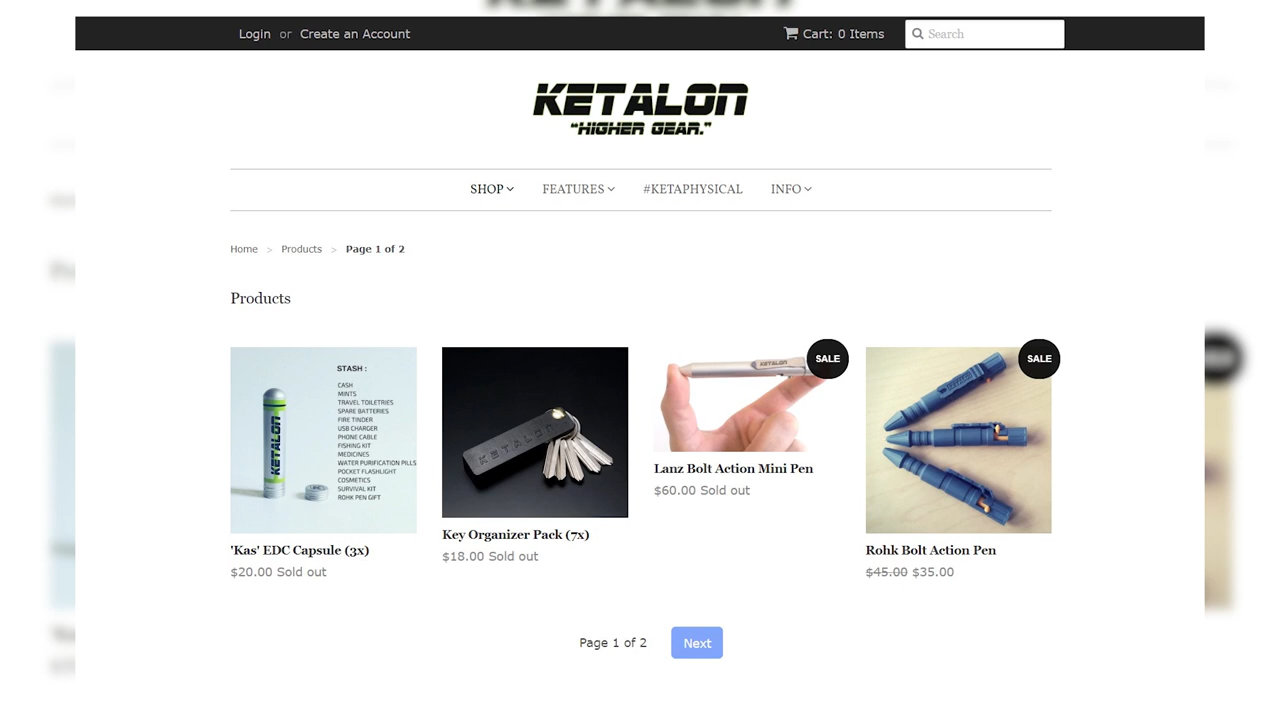 KETALON
Login or Create an Account
Cart: 0 Items
Search
KETALON
"HIGHER GEAR."
SHOP
FEATURES
#KETAPHYSICAL
INFO
Home > Products > Page 1 of 2
Products
STASH :
CASH
MINTS
TRAVEL TOILETRIES
SPARE BATTERIES
FIRE TINDER
USB CHARGER
PHONE CABLE
FISHING KIT
MEDICINES
WATER PURIFICATION PILLS
POCKET FLASHLIGHT
COSMETICS
SURVIVAL KIT
ROHK PEN GIFT
KETALON
'Kas' EDC Capsule (3x)
$20.00 Sold out
KETALON
Key Organizer Pack (7x)
$18.00 Sold out
SALE
KETALON
Lanz Bolt Action Mini Pen
$60.00 Sold out
SALE
KETALON
Rohk Bolt Action Pen
$45.00 $35.00
Page 1 of 2
Next